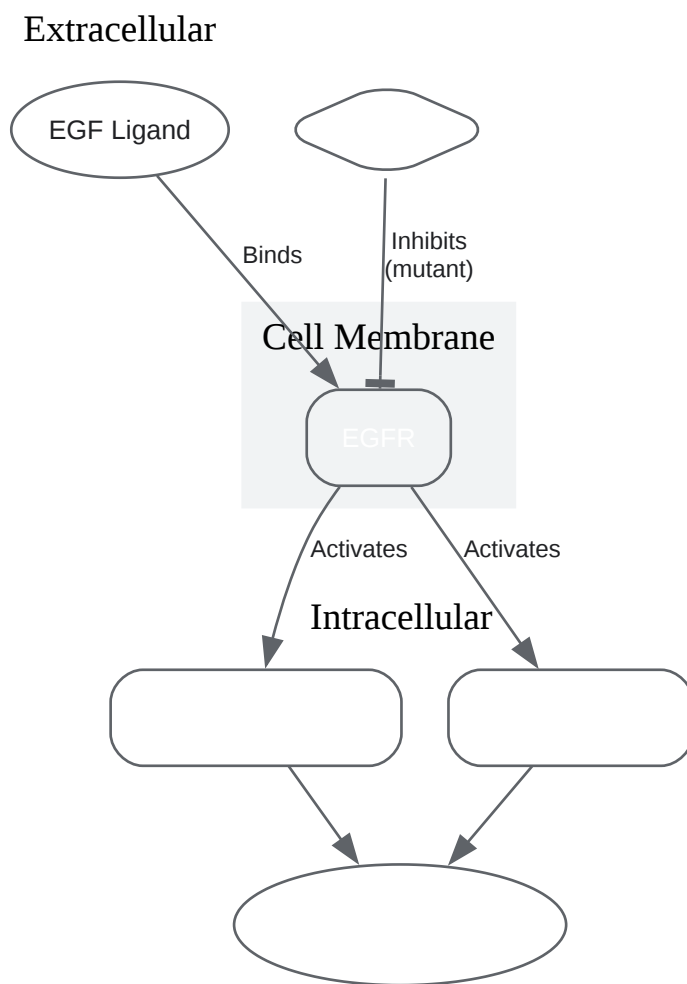 Extracellular
EGF Ligand
Binds
Inhibits
(mutant)
Cell Membrane
EGFR
Activates
Activates
Intracellular